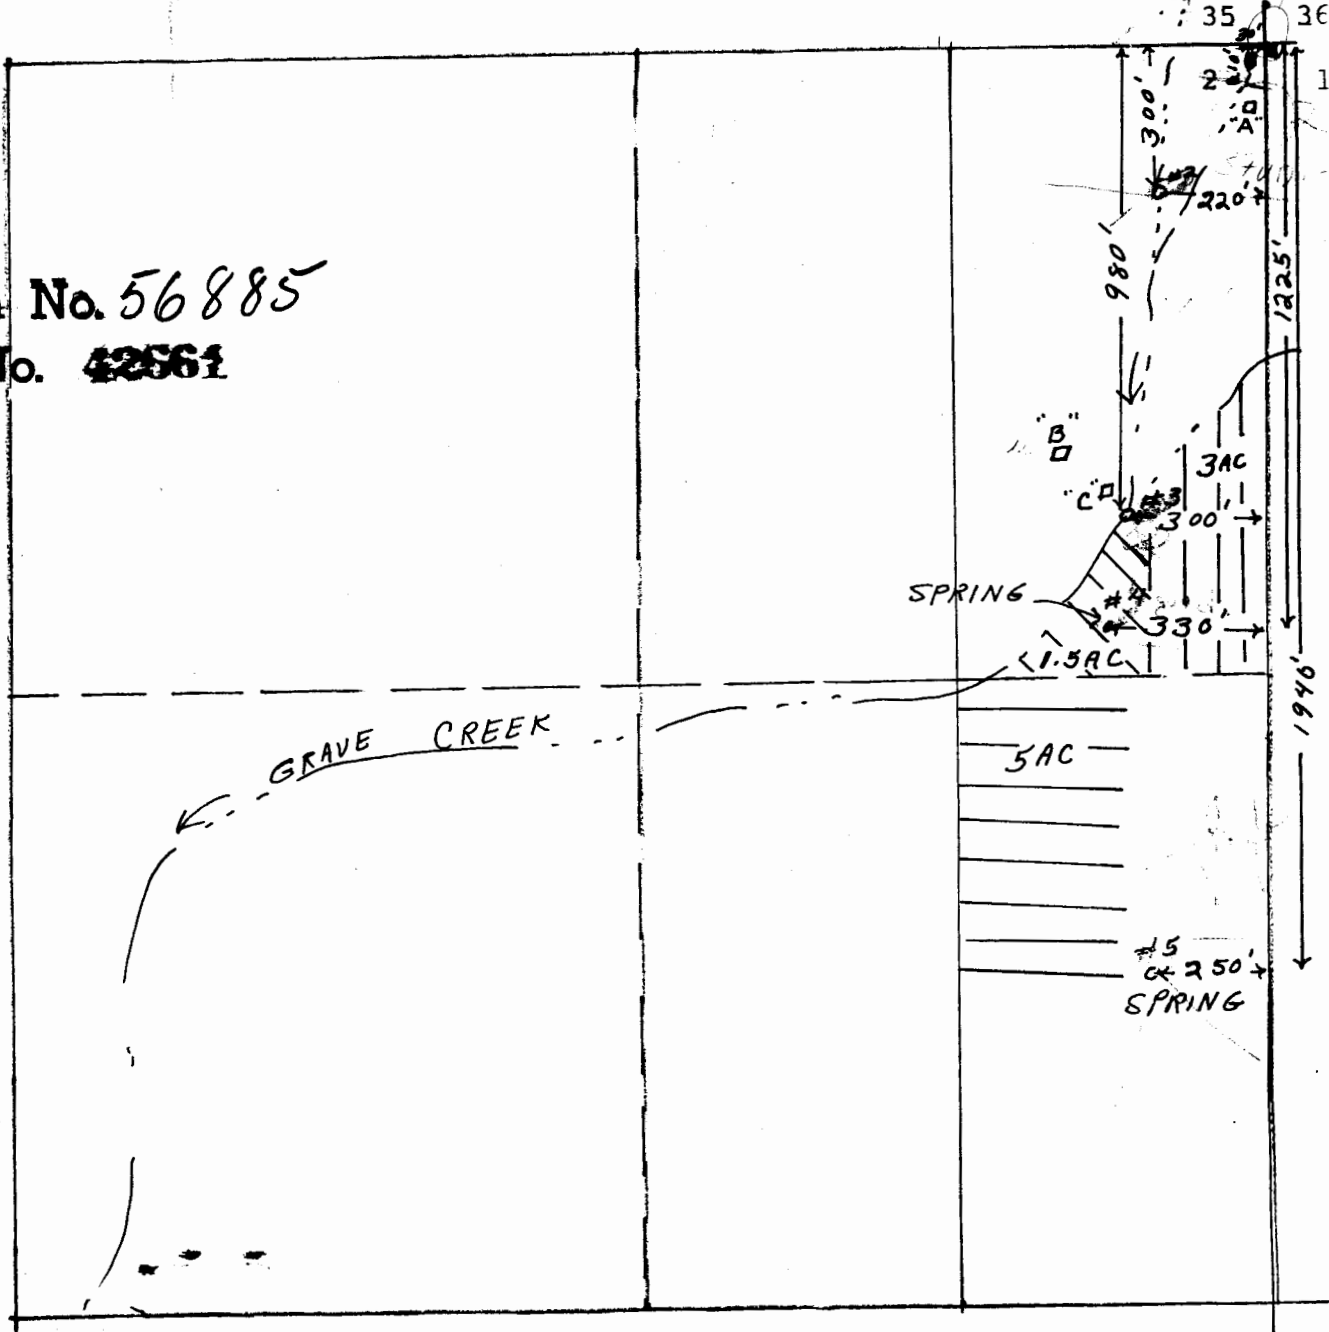 35 36
2 1
"A"
300'
220'
980'
1225'
No. 56885
No. 42561
"B"
3AC
"C" #3
300'
SPRING
#4
330'
1.5AC
1946'
GRAVE CREEK
5AC
#5
250'
SPRING